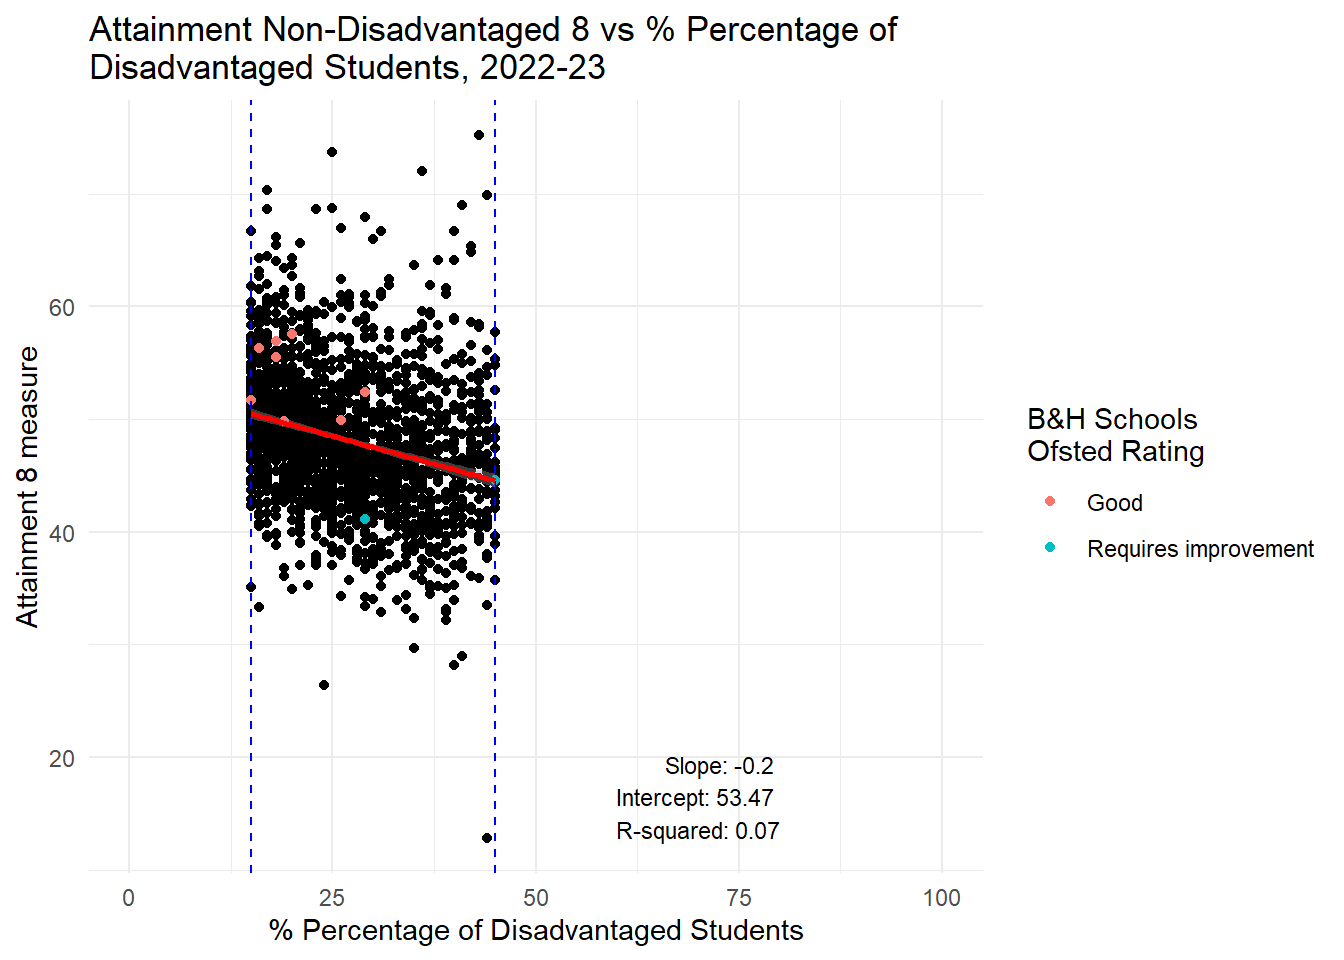 Attainment Non-Disadvantaged 8 vs % Percentage of
Disadvantaged Students, 2022-23
Attainment 8 measure
60
40
20
Slope: -0.2
Intercept: 53.47
R-squared: 0.07
0
25
50
75
100
% Percentage of Disadvantaged Students
B&H Schools
Ofsted Rating
Good
Requires improvement